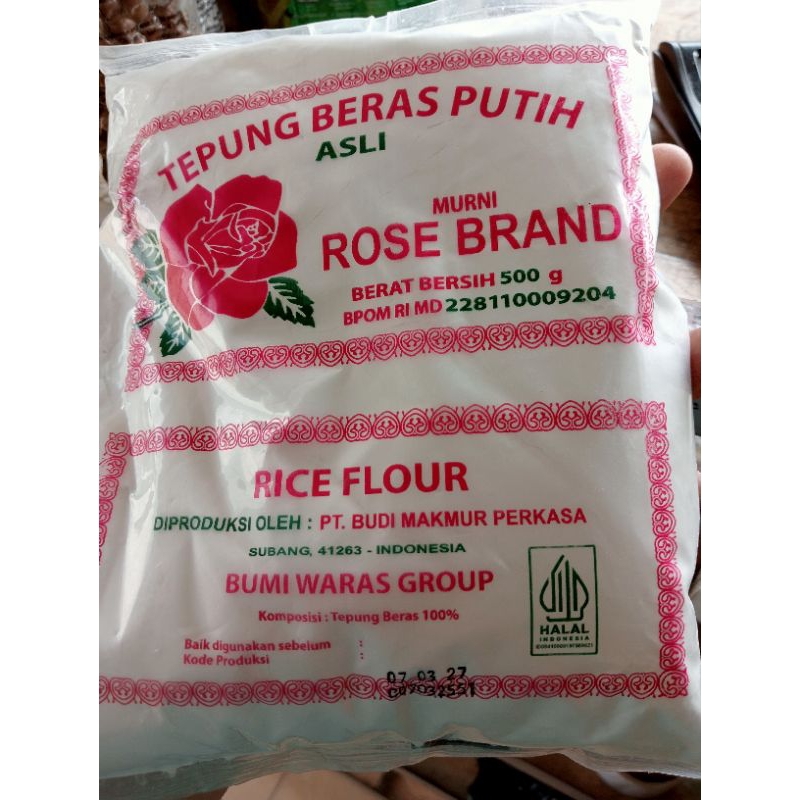 TEPUNG BERAS PUTIH
ASLI
MURNI
ROSE BRAND
BERAT BERSIH 500 g
BPOM RI MD 228110009204
RICE FLOUR
DIPRODUKSI OLEH : PT. BUDI MAKMUR PERKASA
SUBANG, 41263 - INDONESIA
BUMI WARAS GROUP
Komposisi : Tepung Beras 100%
HALAL
INDONESIA
Baik digunakan sebelum :
Kode Produksi :
07 03 27